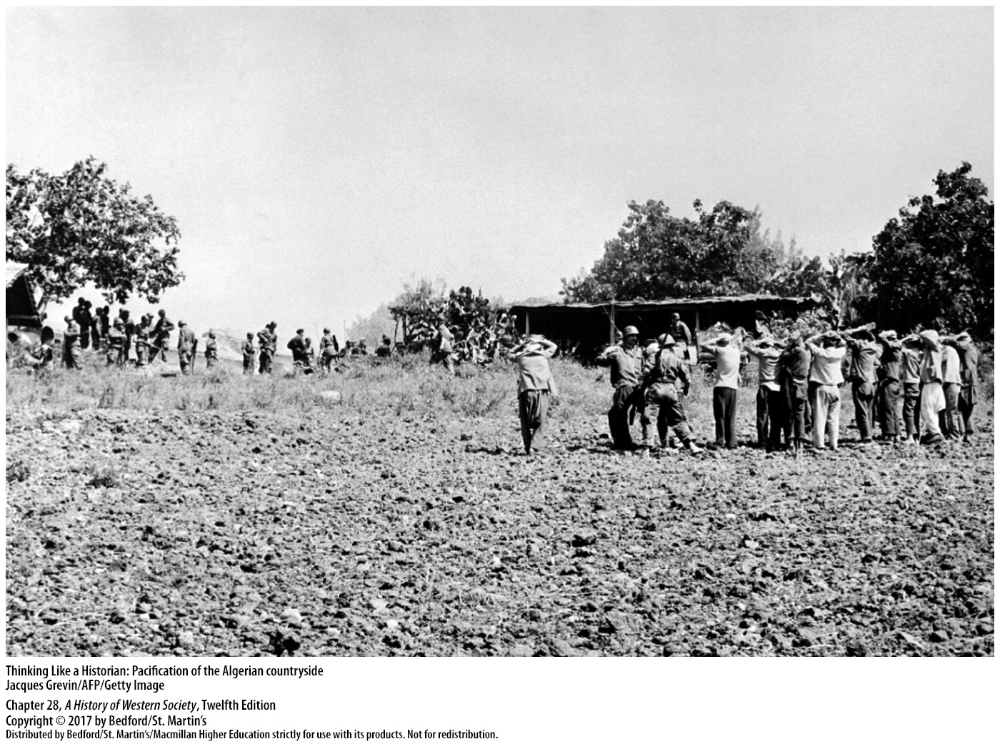 Thinking Like a Historian: Pacification of the Algerian countryside
Jacques Grevin/AFP/Getty Image
Chapter 28, A History of Western Society, Twelfth Edition
Copyright © 2017 by Bedford/St. Martin’s
Distributed by Bedford/St. Martin’s/Macmillan Higher Education strictly for use with its products. Not for redistribution.